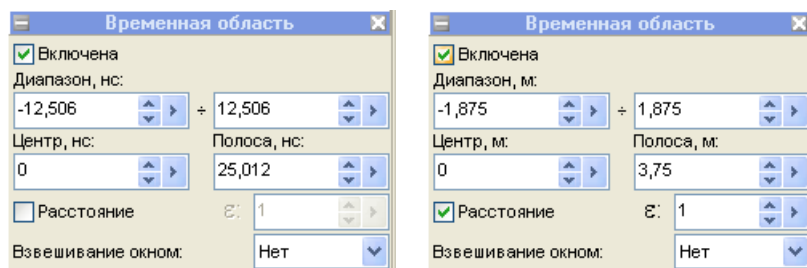 Временная область
Включена
Диапазон, нс:
-12,506 ÷ 12,506
Центр, нс: Полоса, нс:
0 25,012
Расстояние ε: 1
Взвешивание окном: Нет
Временная область
Включена
Диапазон, м:
-1,875 ÷ 1,875
Центр, м: Полоса, м:
0 3,75
Расстояние ε: 1
Взвешивание окном: Нет